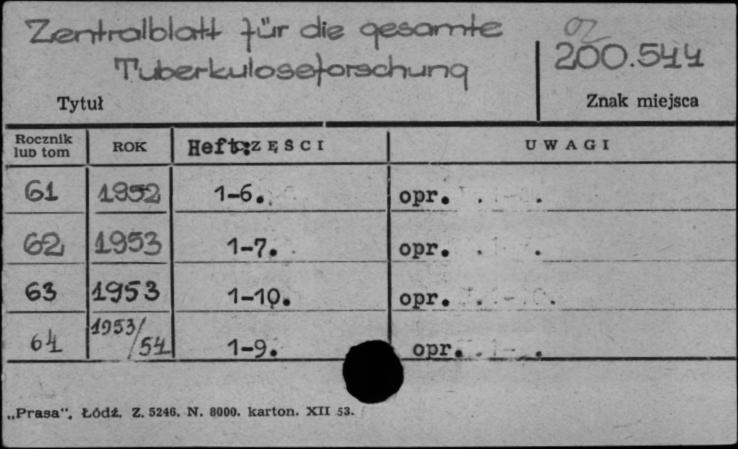 Zentralblatt für die gesamte
Tuberkuloseforschung
02
200.544
Tytuł
Znak miejsca
Rocznik lub tom
ROK
Heft: CZĘŚCI
UWAGI
61 1952 1-6. opr.
62 1953 1-7. opr.
63 1953 1-10. opr.
64 1953/54 1-9. opr.
„Prasa", Łódź. Z. 5246. N. 8000. karton. XII 53.